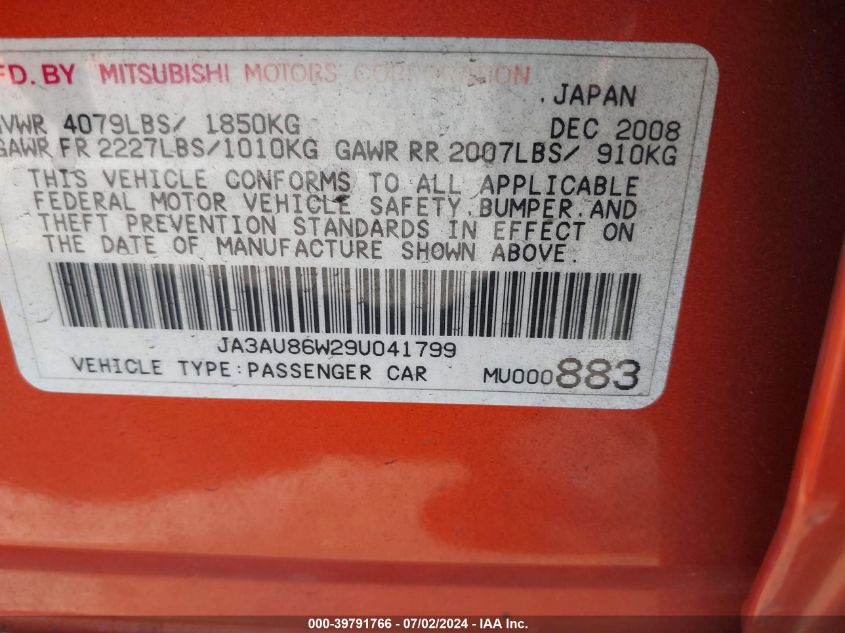 FD. BY MITSUBISHI MOTORS CORPORATION
. JAPAN
VWR 4079LBS/ 1850KG DEC 2008
GAWR FR 2227LBS/1010KG GAWR RR 2007LBS/ 910KG
THIS VEHICLE CONFORMS TO ALL APPLICABLE
FEDERAL MOTOR VEHICLE SAFETY, BUMPER, AND
THEFT PREVENTION STANDARDS IN EFFECT ON
THE DATE OF MANUFACTURE SHOWN ABOVE.
JA3AU86W29U041799
VEHICLE TYPE:PASSENGER CAR MU000883
000-39791766 - 07/02/2024 - IAA Inc.